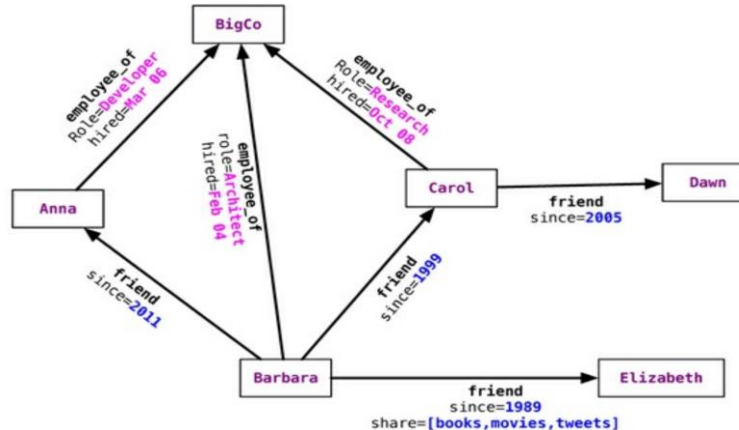 BigCo
employee_of
Role=Developer
hired=Mar 06
employee_of
role=Architect
hired=Feb 04
employee_of
Role=Research
hired=Oct 08
Anna
Carol
Dawn
friend
since=2005
friend
since=2011
friend
since=1999
Barbara
Elizabeth
friend
since=1989
share=[books,movies,tweets]